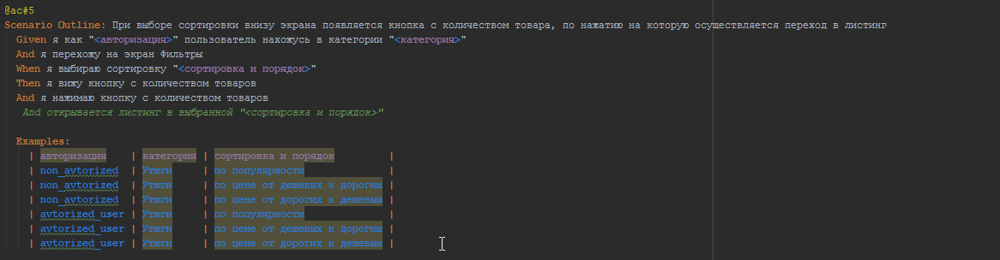 @ac#5
Scenario Outline: При выборе сортировки внизу экрана появляется кнопка с количеством товара, по нажатию на которую осуществляется переход в листинг
Given я как "<авторизация>" пользователь нахожусь в категории "<категория>"
And я перехожу на экран Фильтры
When я выбираю сортировку "<сортировка и порядок>"
Then я вижу кнопку с количеством товаров
And я нажимаю кнопку с количеством товаров
And открывается листинг в выбранной "<сортировка и порядок>"
Examples:
| авторизация | категория | сортировка и порядок |
| non_avtorized | Утюги | по популярности |
| non_avtorized | Утюги | по цене от дешевых к дорогим |
| non_avtorized | Утюги | по цене от дорогих к дешевым |
| avtorized_user | Утюги | по популярности |
| avtorized_user | Утюги | по цене от дешевых к дорогим |
| avtorized_user | Утюги | по цене от дорогих к дешевым |